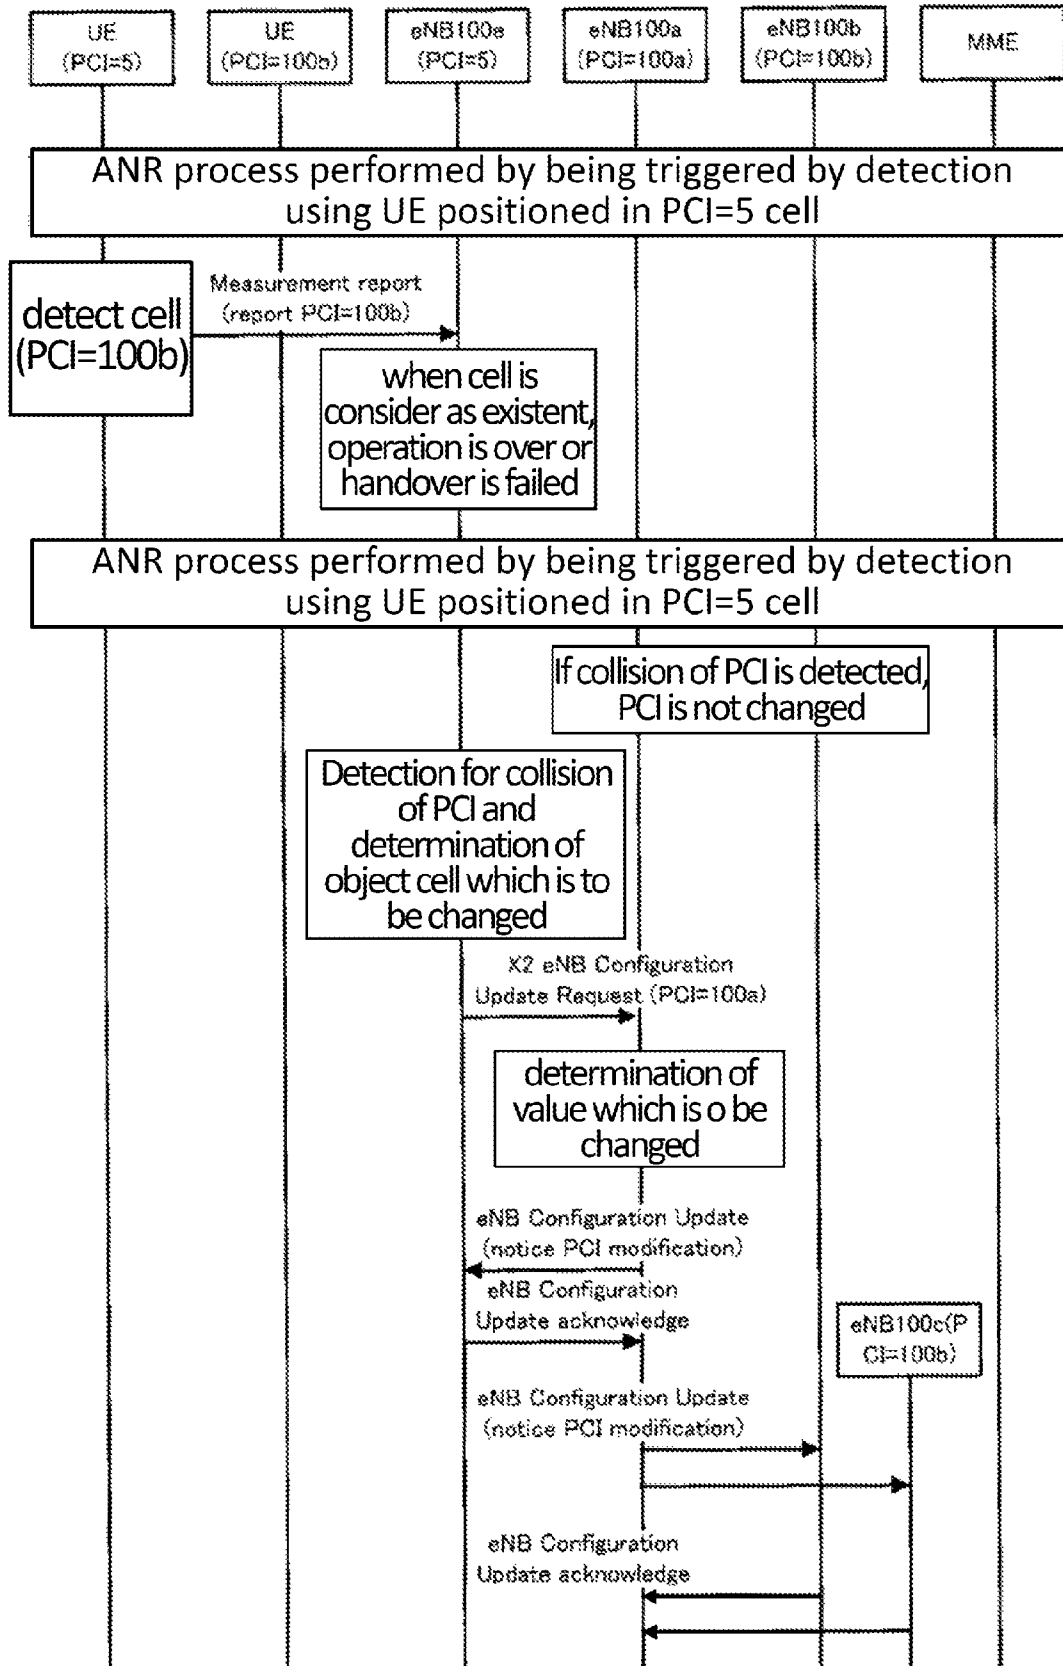 UE
(PCI=5)
UE
(PCI=100b)
eNB100e
(PCI=5)
eNB100a
(PCI=100a)
eNB100b
(PCI=100b)
MME
ANR process performed by being triggered by detection
using UE positioned in PCI=5 cell
detect cell
(PCI=100b)
Measurement report
(report PCI=100b)
when cell is
consider as existent,
operation is over or
handover is failed
ANR process performed by being triggered by detection
using UE positioned in PCI=5 cell
If collision of PCI is detected,
PCI is not changed
Detection for collision
of PCI and
determination of
object cell which is to
be changed
X2 eNB Configuration
Update Request (PCI=100a)
determination of
value which is o be
changed
eNB Configuration Update
(notice PCI modification)
eNB Configuration
Update acknowledge
eNB100c(P
CI=100b)
eNB Configuration Update
(notice PCI modification)
eNB Configuration
Update acknowledge